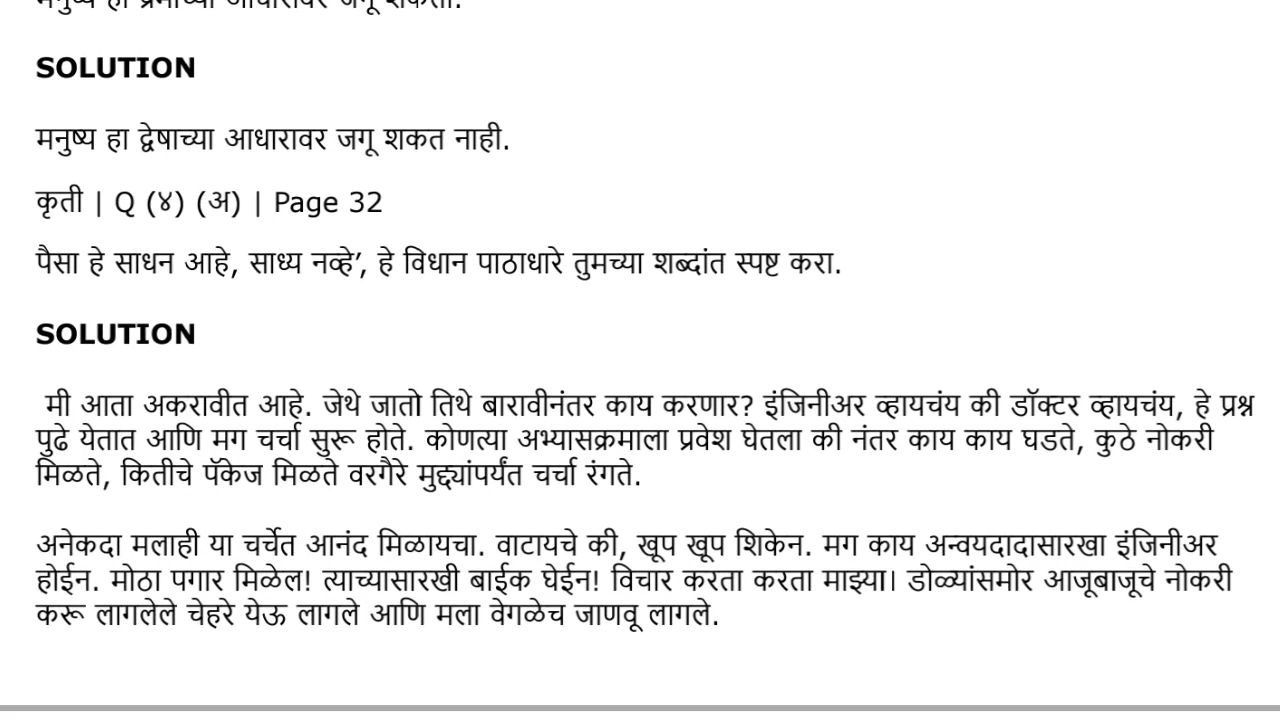 SOLUTION
मनुष्य हा द्वेषाच्या आधारावर जगू शकत नाही.
कृती | Q (४) (अ) | Page 32
पैसा हे साधन आहे, साध्य नव्हे’, हे विधान पाठाधारे तुमच्या शब्दांत स्पष्ट करा.
SOLUTION
मी आता अकरावीत आहे. जेथे जातो तिथे बारावीनंतर काय करणार? इंजिनीअर व्हायचंय की डॉक्टर व्हायचंय, हे प्रश्न
पुढे येतात आणि मग चर्चा सुरू होते. कोणत्या अभ्यासक्रमाला प्रवेश घेतला की नंतर काय काय घडते, कुठे नोकरी
मिळते, कितीचे पॅकेज मिळते वरगैरे मुद्द्यांपर्यंत चर्चा रंगते.
अनेकदा मलाही या चर्चेत आनंद मिळायचा. वाटायचे की, खूप खूप शिकेन. मग काय अन्वयदादासारखा इंजिनीअर
होईन. मोठा पगार मिळेल! त्याच्यासारखी बाईक घेईन! विचार करता करता माझ्या। डोळ्यांसमोर आजूबाजूचे नोकरी
करू लागलेले चेहरे येऊ लागले आणि मला वेगळेच जाणवू लागले.